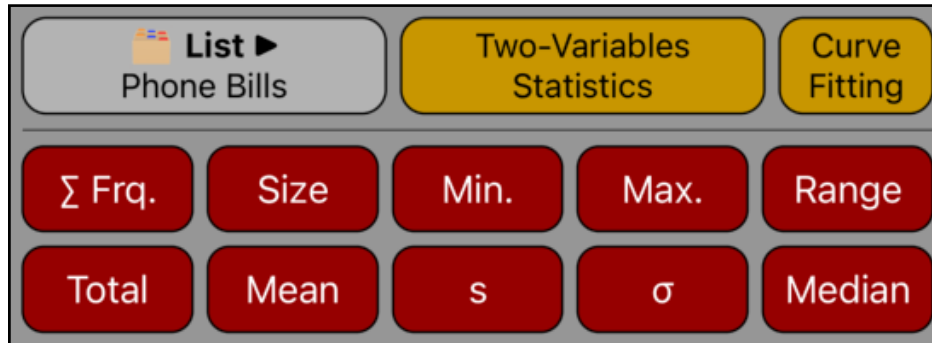 List ▶
Phone Bills
Two-Variables
Statistics
Curve
Fitting
∑ Frq.
Size
Min.
Max.
Range
Total
Mean
s
σ
Median